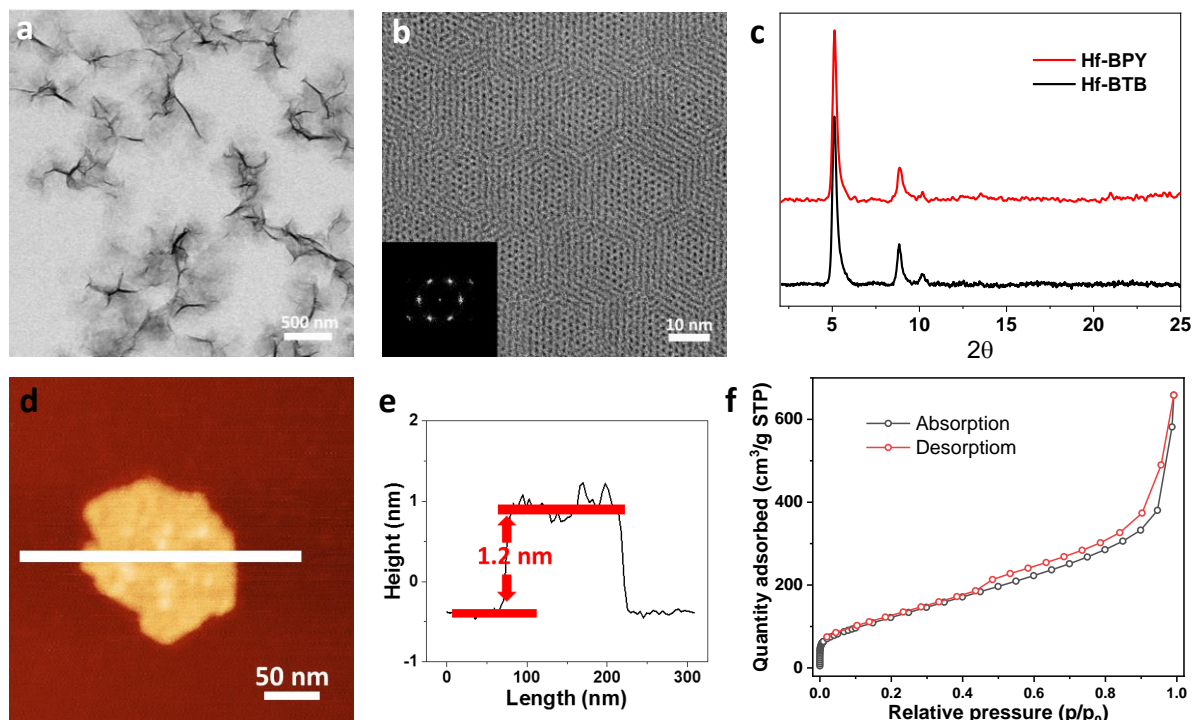 a
500 nm
b
10 nm
c
Hf-BPY
Hf-BTB
5 10 15 20 25
2θ
d
50 nm
e
Height (nm)
2
1
0
-1
1.2 nm
0 100 200 300
Length (nm)
f
Quantity adsorbed (cm³/g STP)
600
400
200
0
Absorption
Desorptiom
0.0 0.2 0.4 0.6 0.8 1.0
Relative pressure (p/p₀)